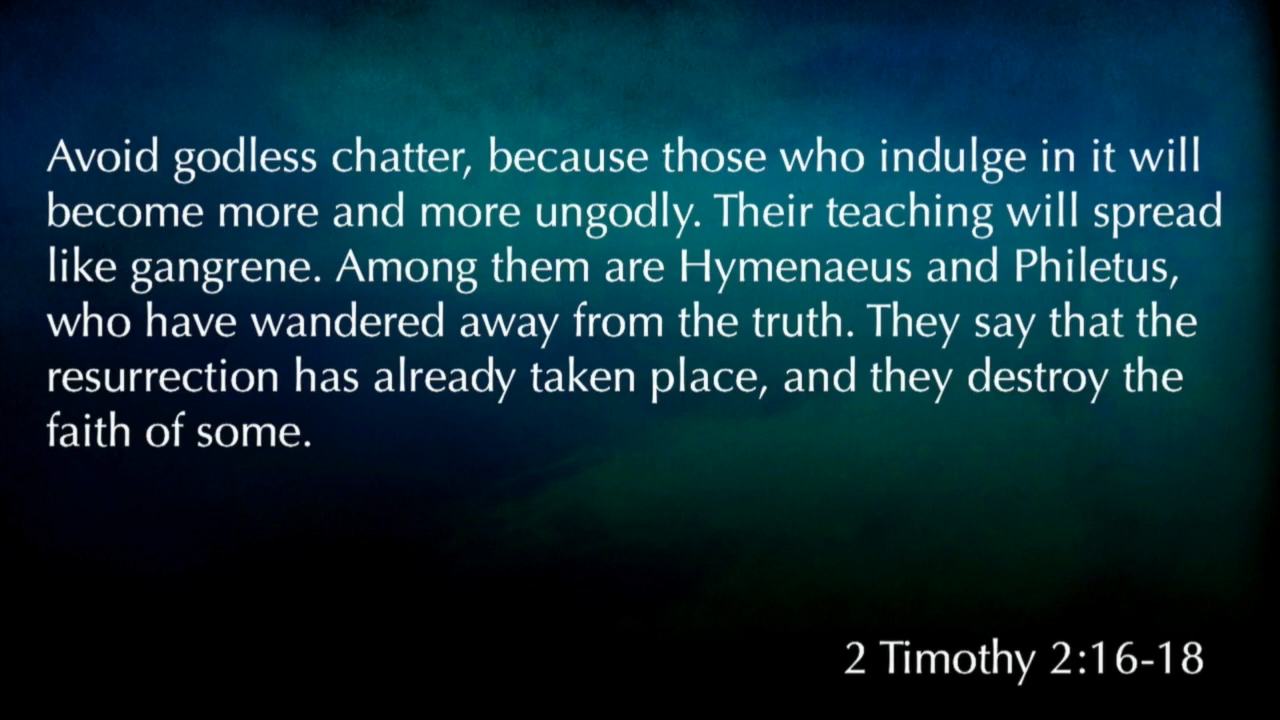 Avoid godless chatter, because those who indulge in it will
become more and more ungodly. Their teaching will spread
like gangrene. Among them are Hymenaeus and Philetus,
who have wandered away from the truth. They say that the
resurrection has already taken place, and they destroy the
faith of some.
2 Timothy 2:16-18